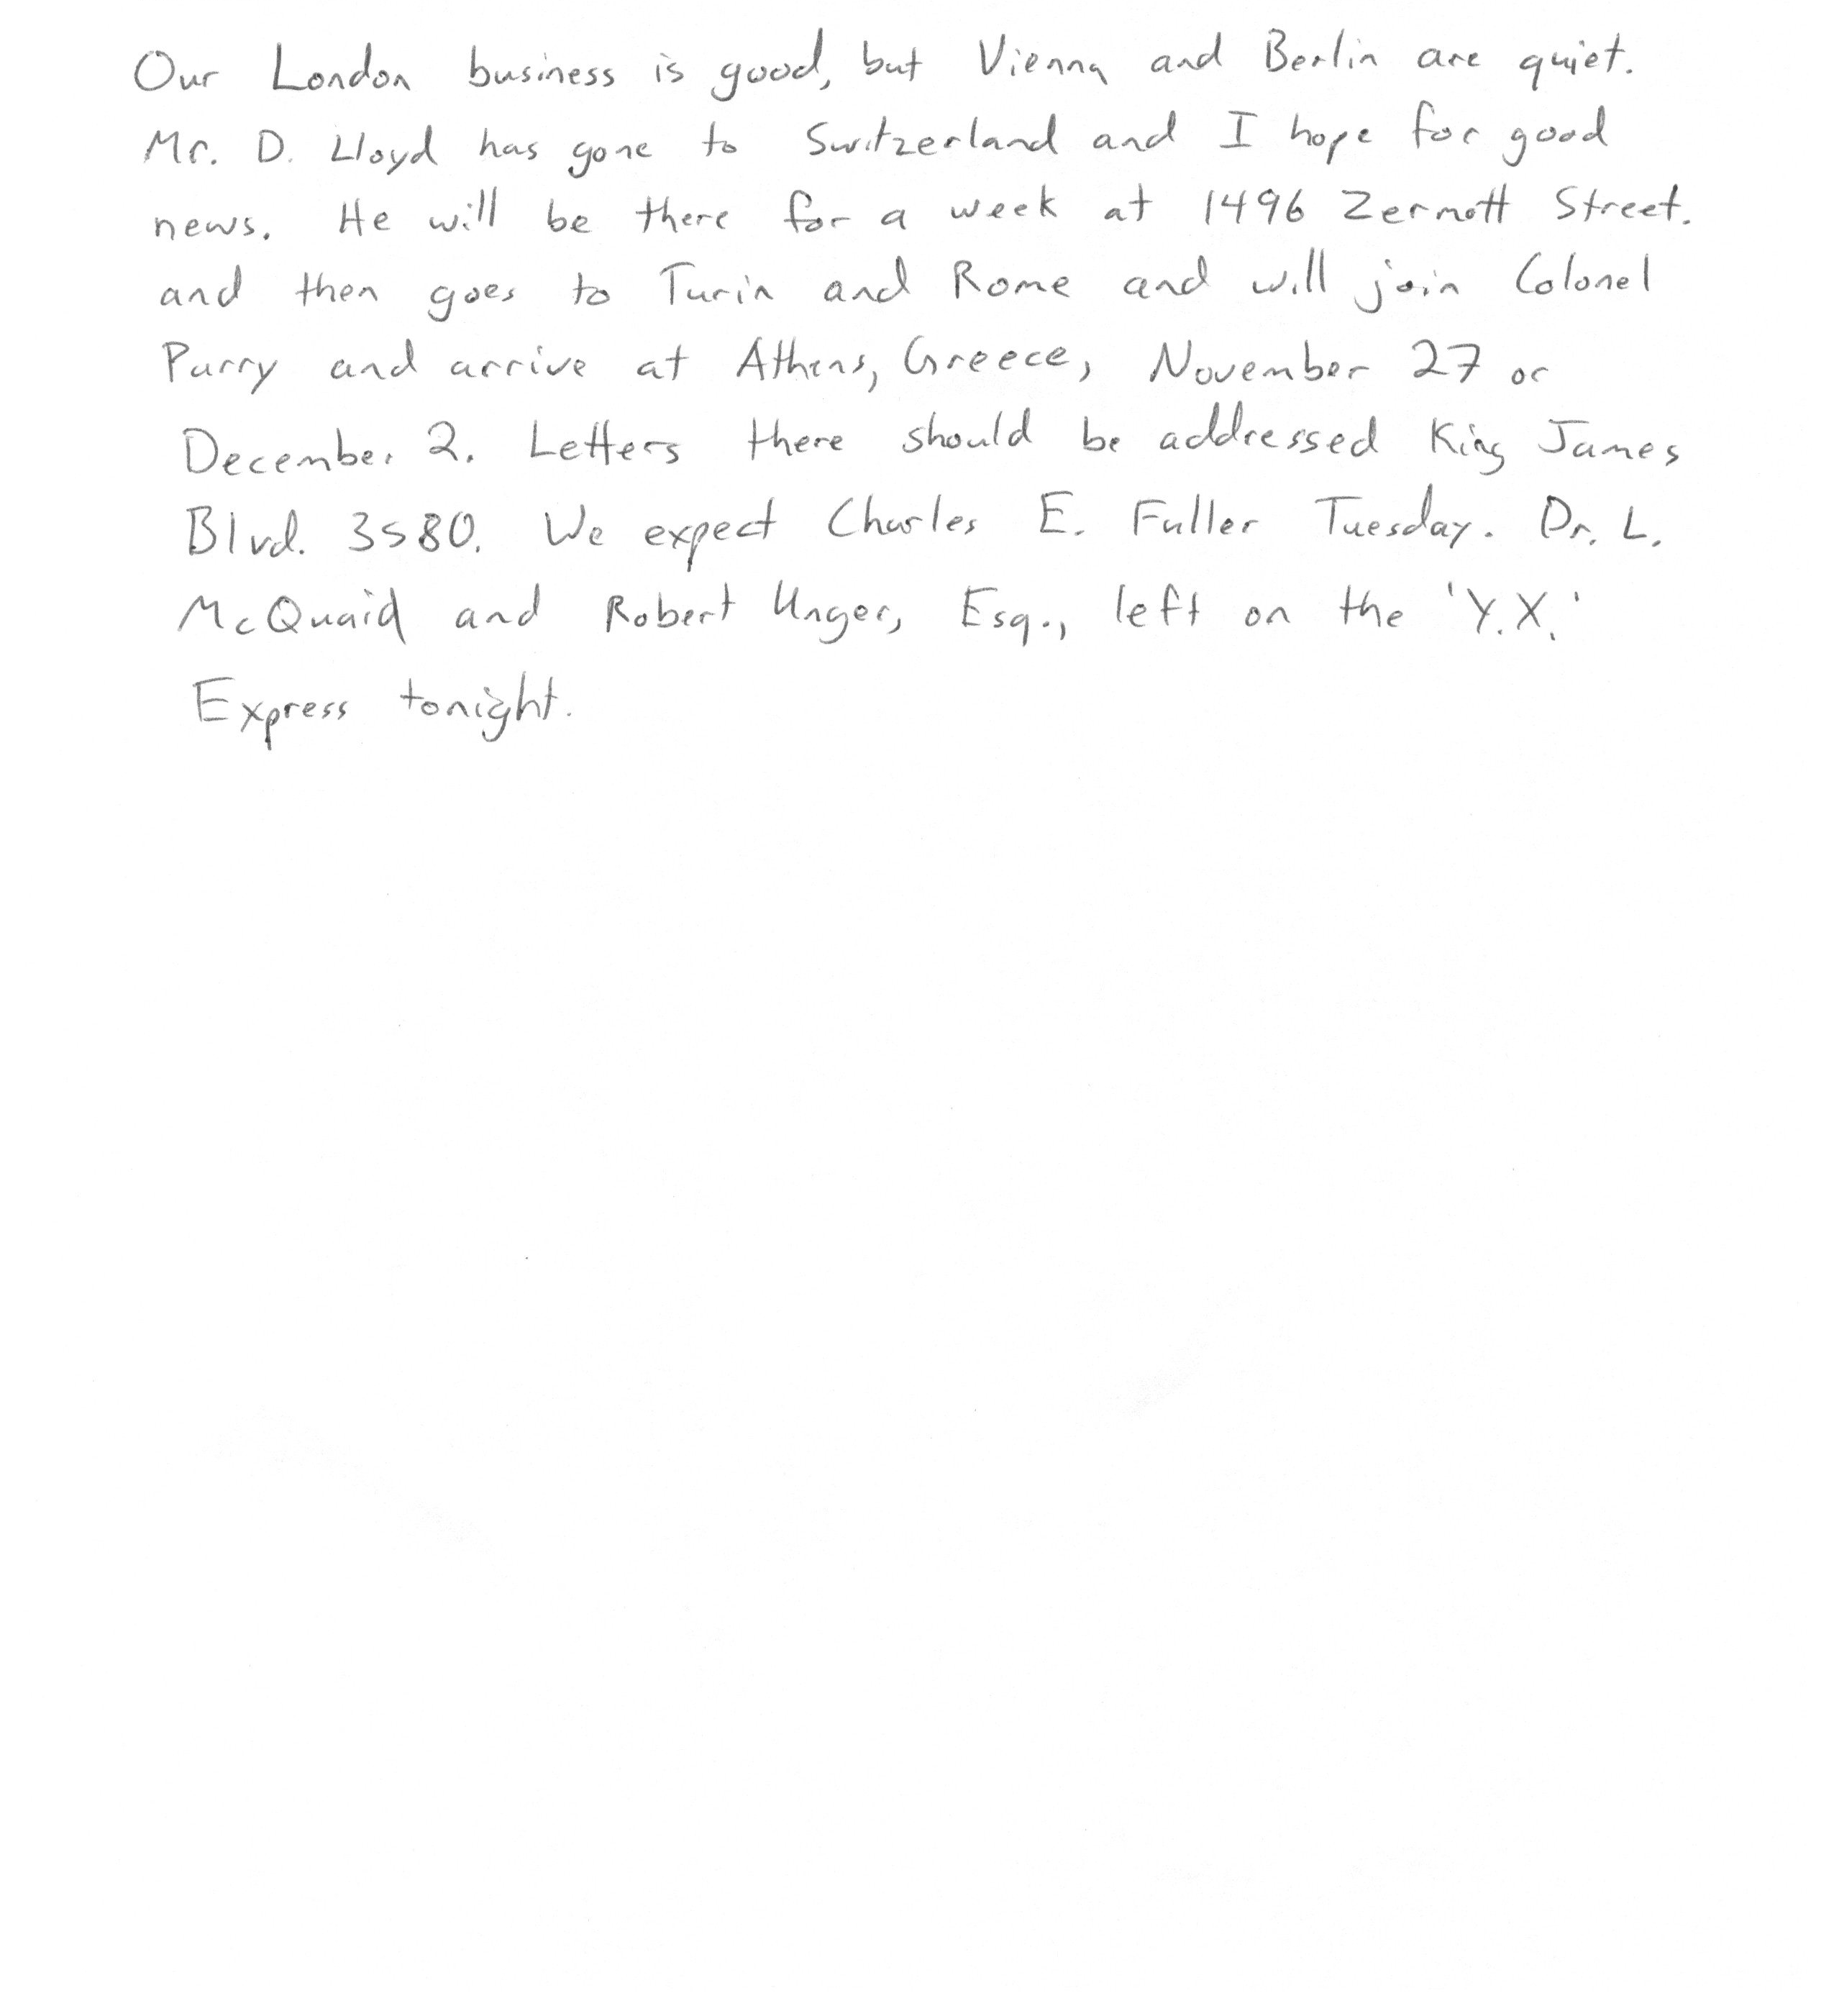 Our London business is good, but Vienna and Berlin are quiet.
Mr. D. Lloyd has gone to Switzerland and I hope for good
news. He will be there for a week at 1496 Zermott Street.
and then goes to Turin and Rome and will join Colonel
Parry and arrive at Athens, Greece, November 27 or
December 2. Letters there should be addressed King James
Blvd. 3580. We expect Charles E. Fuller Tuesday. Dr. L.
McQuaid and Robert Unger, Esq., left on the 'Y.X.'
Express tonight.